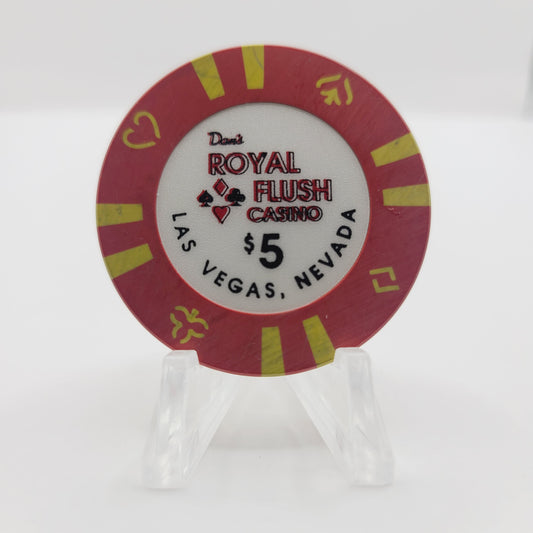 Dan's
ROYAL
FLUSH
CASINO
$5
LAS VEGAS, NEVADA